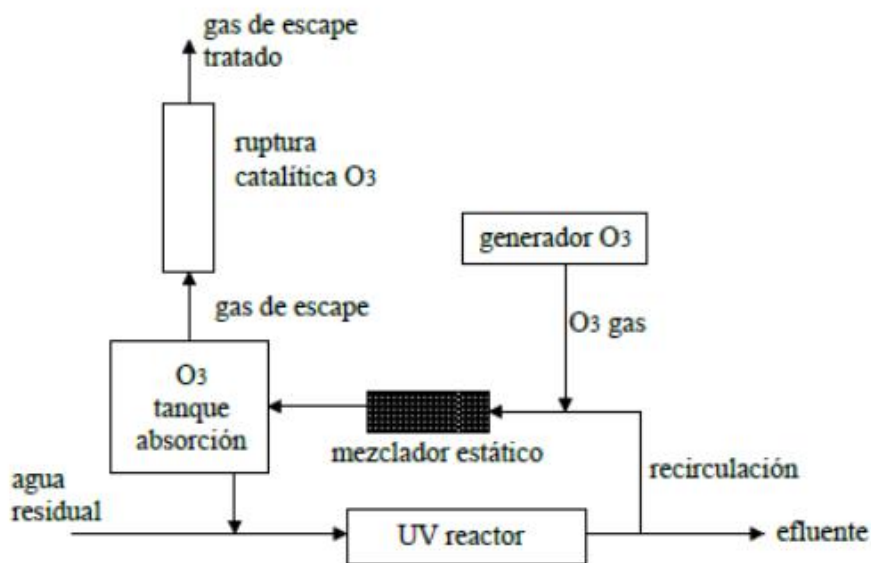 gas de escape
tratado
ruptura
catalítica O3
generador O3
gas de escape
O3 gas
O3
tanque
absorción
mezclador estático
recirculación
agua
residual
UV reactor
efluente